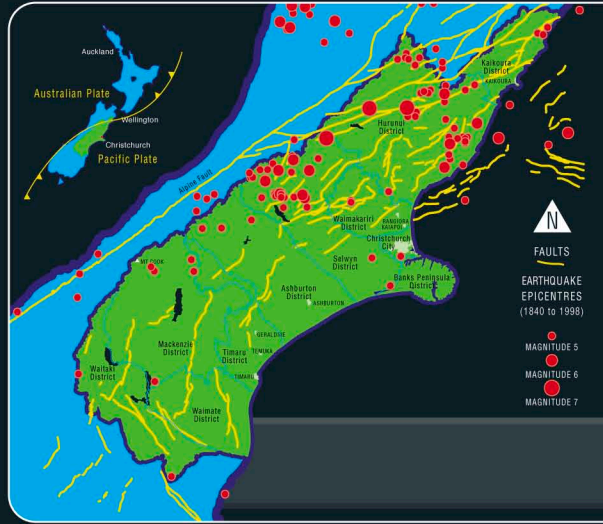 Auckland
Australian Plate
Wellington
Christchurch
Pacific Plate
Alpine Fault
Kaikoura
District
KAIKOURA
Hurunui
District
Waimakariri
District
RANGIORA
KAIAPOI
Christchurch
City
Selwyn
District
Banks Peninsula
District
MT COOK
Ashburton
District
ASHBURTON
Mackenzie
District
GERALDINE
Timaru
District
TEMUKA
TIMARU
Waitaki
District
Waimate
District
N
FAULTS
EARTHQUAKE
EPICENTRES
(1840 to 1998)
MAGNITUDE 5
MAGNITUDE 6
MAGNITUDE 7